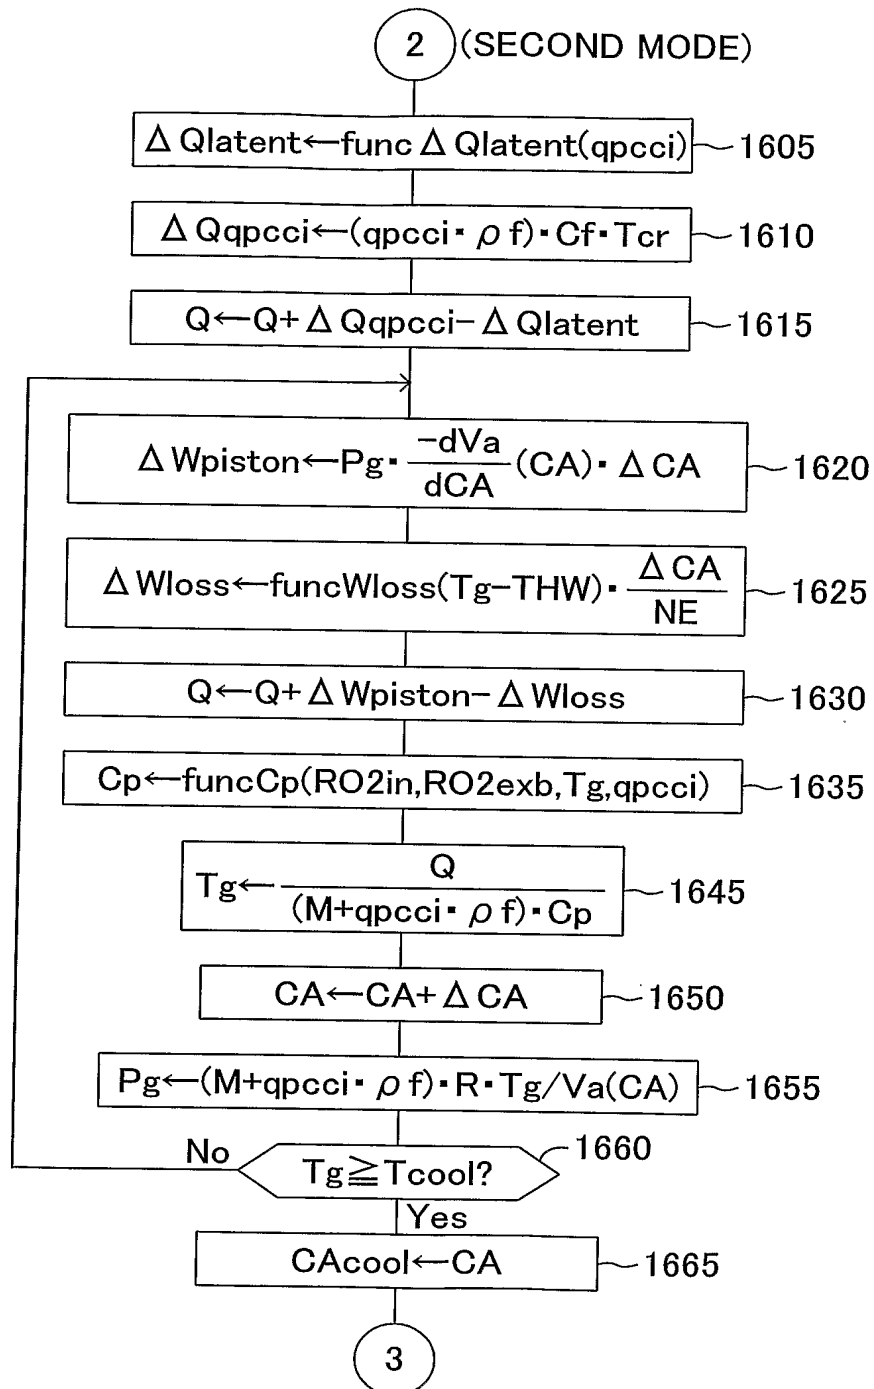 2 (SECOND MODE)
ΔQlatent←funcΔQlatent(qpcci) 1605
ΔQqpcci←(qpcci・ρf)・Cf・Tcr 1610
Q←Q+ΔQqpcci-ΔQlatent 1615
ΔWpiston←Pg・-dVa/dCA(CA)・ΔCA 1620
ΔWloss←funcWloss(Tg-THW)・ΔCA/NE 1625
Q←Q+ΔWpiston-ΔWloss 1630
Cp←funcCp(RO2in,RO2exb,Tg,qpcci) 1635
Tg←Q/(M+qpcci・ρf)・Cp 1645
CA←CA+ΔCA 1650
Pg←(M+qpcci・ρf)・R・Tg/Va(CA) 1655
No Tg≧Tcool? 1660
Yes
CAcool←CA 1665
3